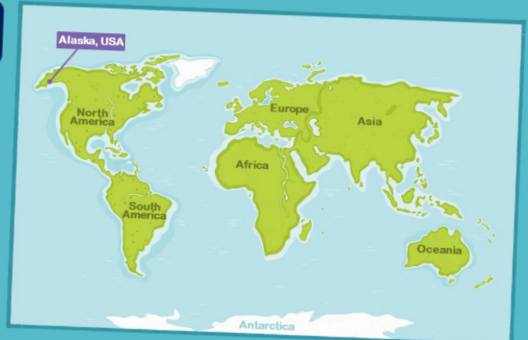 Alaska, USA
North
America
Europe
Asia
Africa
South
America
Oceania
Antarctica